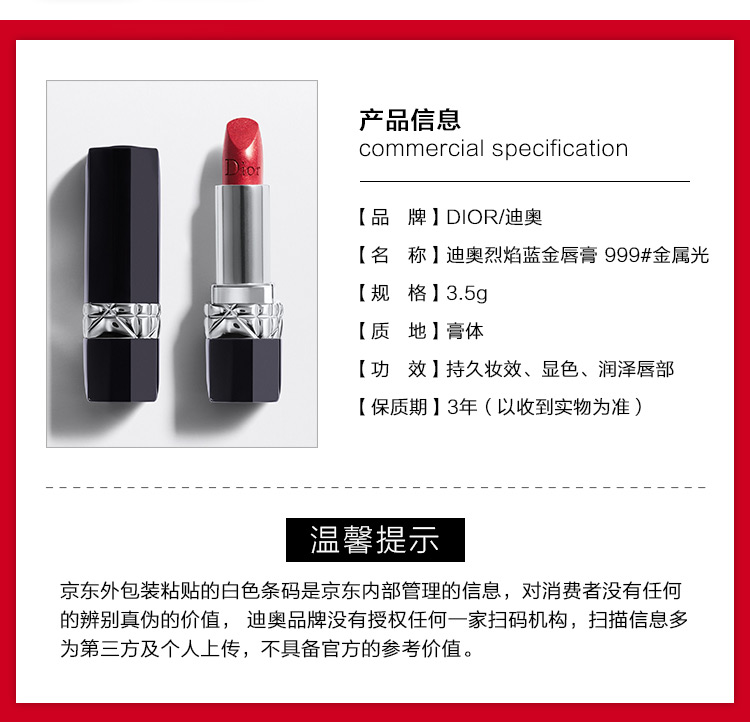 Dior
产品信息
commercial specification
【品 牌】DIOR/迪奥
【名 称】迪奥烈焰蓝金唇膏 999#金属光
【规 格】3.5g
【质 地】膏体
【功 效】持久妆效、显色、润泽唇部
【保质期】3年（以收到实物为准）
温馨提示
京东外包装粘贴的白色条码是京东内部管理的信息，对消费者没有任何
的辨别真伪的价值， 迪奥品牌没有授权任何一家扫码机构，扫描信息多
为第三方及个人上传，不具备官方的参考价值。